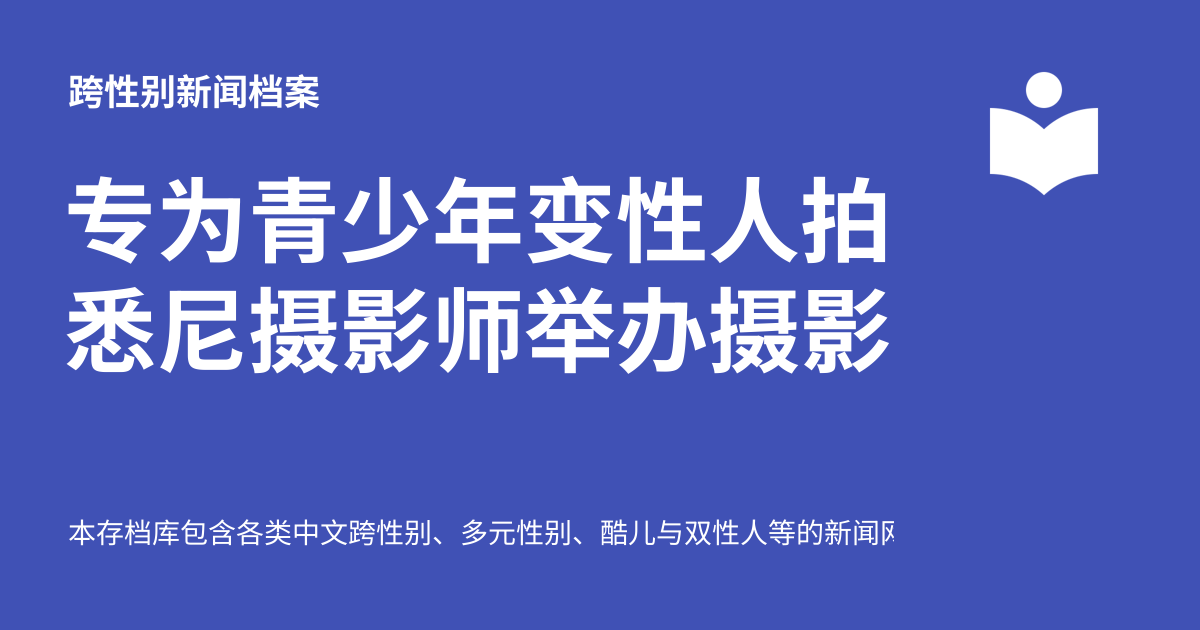 跨性别新闻档案
专为青少年变性人拍
悉尼摄影师举办摄影
本存档库包含各类中文跨性别、多元性别、酷儿与双性人等的新闻